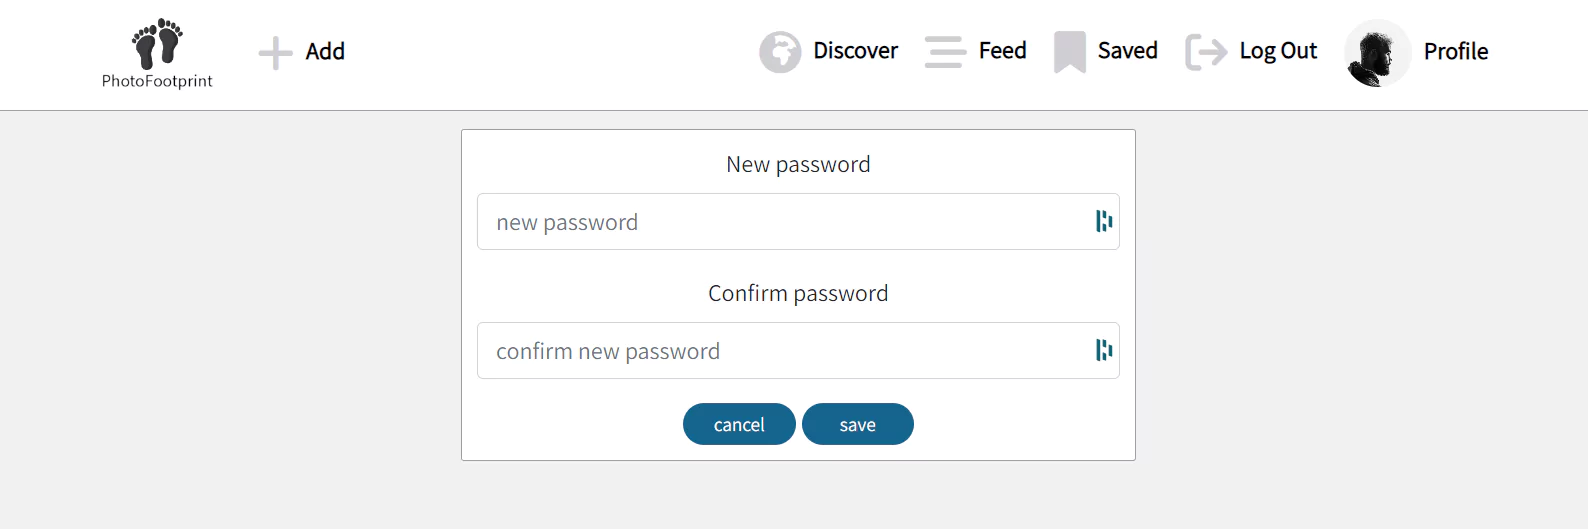 PhotoFootprint
Add
Discover
Feed
Saved
Log Out
Profile
New password
new password
Confirm password
confirm new password
cancel
save